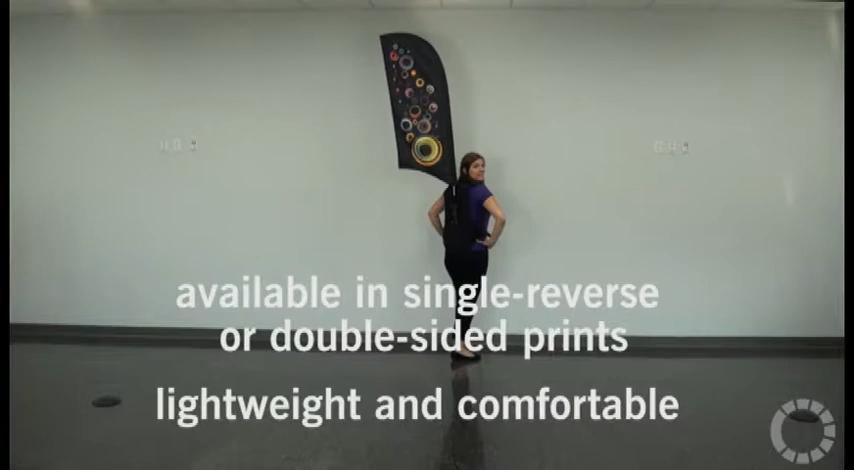 available in single-reverse
or double-sided prints
lightweight and comfortable